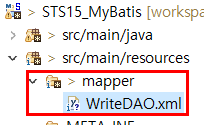 STS15_MyBatis [workspa
src/main/java
src/main/resources
mapper
WriteDAO.xml